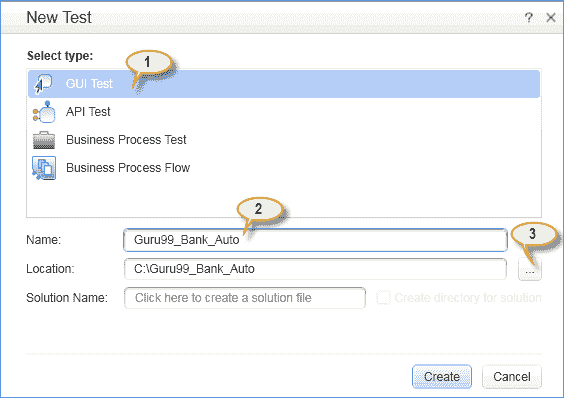 New Test
? ×
Select type:
1
GUI Test
API Test
Business Process Test
Business Process Flow
2
3
Name: Guru99_Bank_Auto
Location: C:\Guru99_Bank_Auto ...
Solution Name: Click here to create a solution file Create directory for solution
Create Cancel